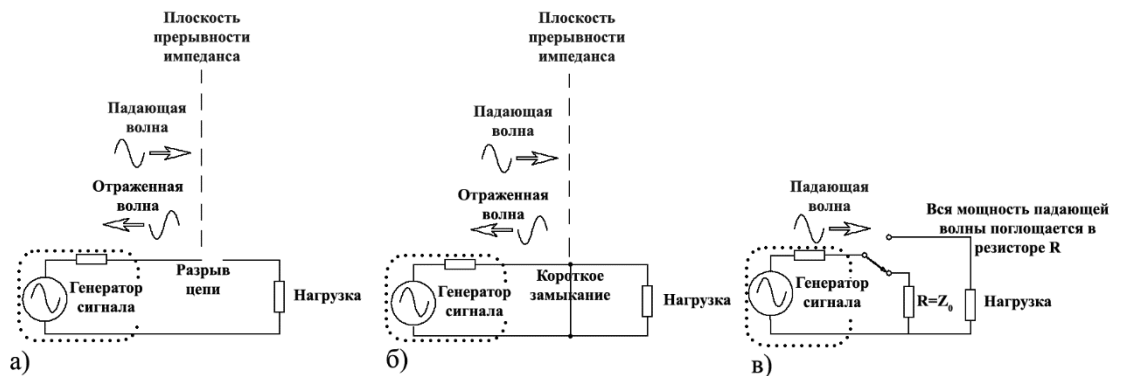 Плоскость
прерывности
импеданса
Падающая
волна
Отраженная
волна
Разрыв
цепи
Генератор
сигнала
Нагрузка
а)
Плоскость
прерывности
импеданса
Падающая
волна
Отраженная
волна
Короткое
замыкание
Генератор
сигнала
Нагрузка
б)
Падающая
волна
Вся мощность падающей
волны поглощается в
резисторе R
Генератор
сигнала
R=Z₀
Нагрузка
в)